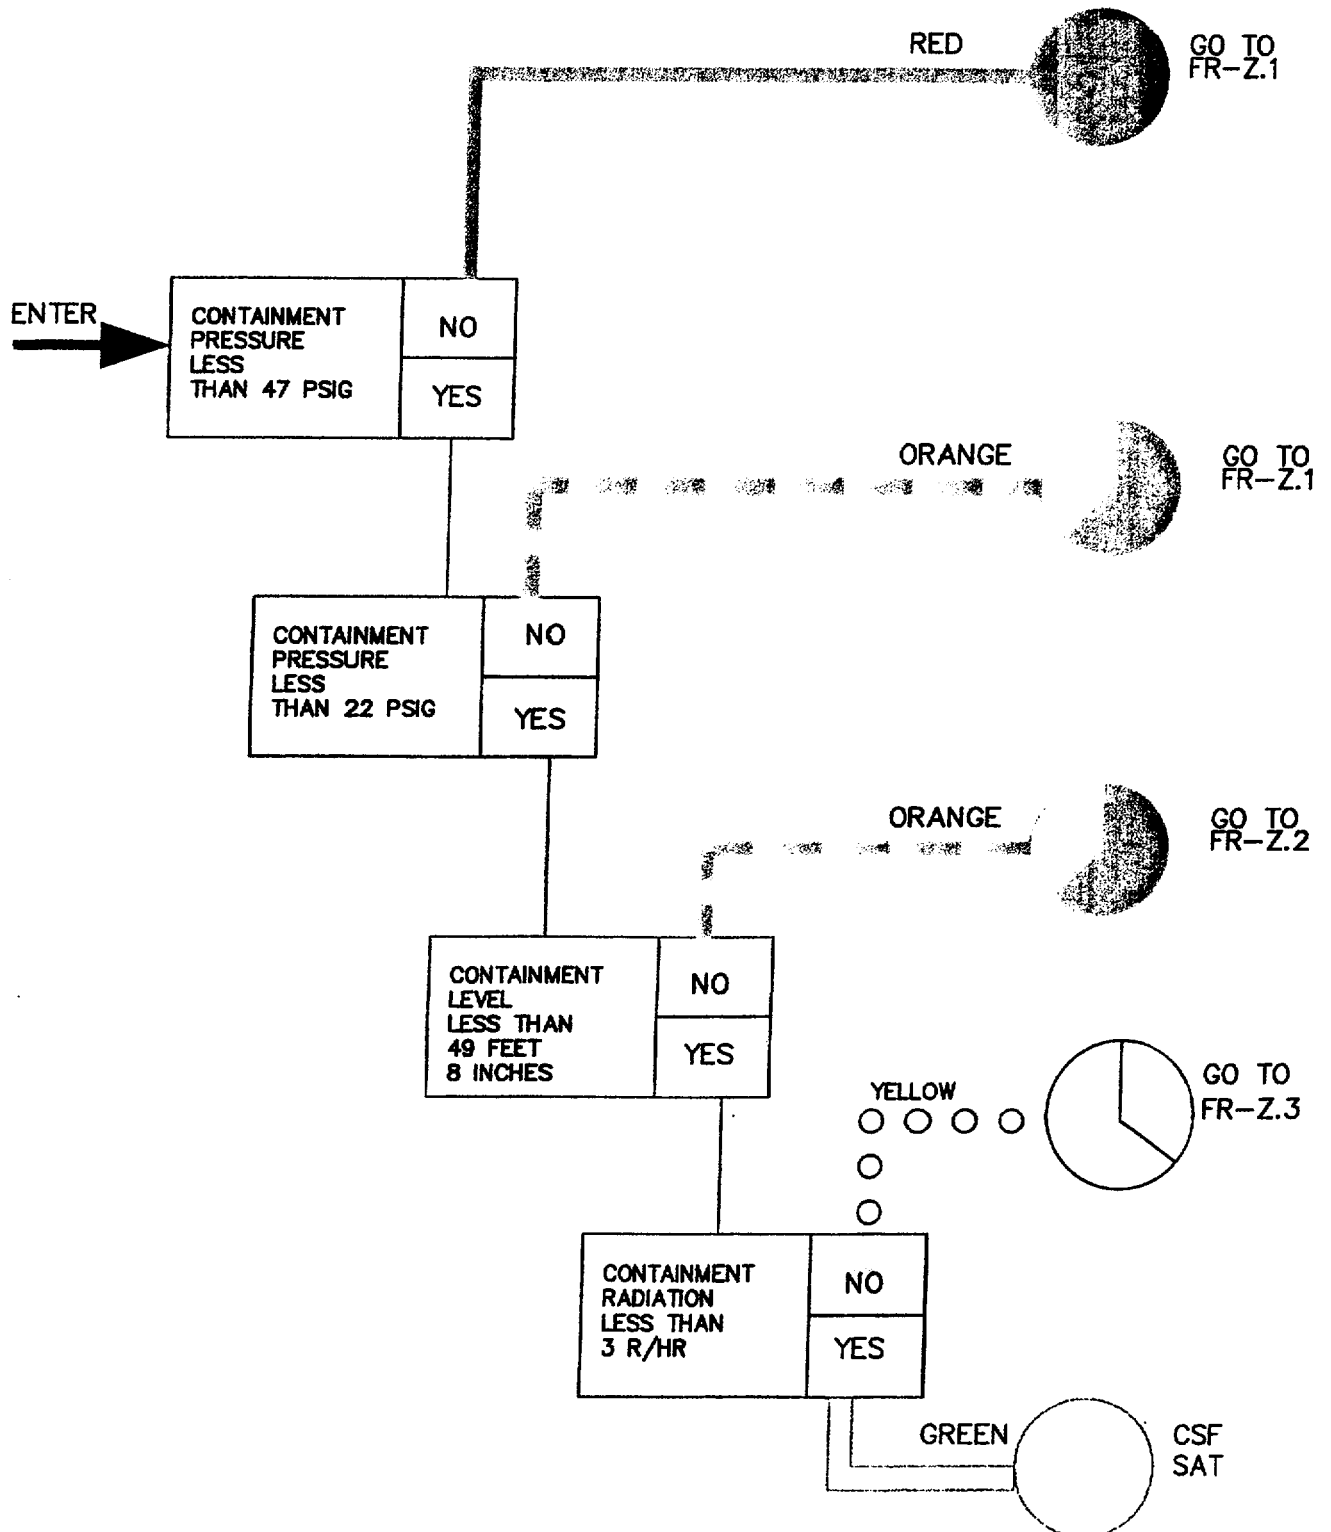 RED
GO TO
FR-Z.1
ENTER
CONTAINMENT
PRESSURE
LESS
THAN 47 PSIG
NO
YES
ORANGE
GO TO
FR-Z.1
CONTAINMENT
PRESSURE
LESS
THAN 22 PSIG
NO
YES
ORANGE
GO TO
FR-Z.2
CONTAINMENT
LEVEL
LESS THAN
49 FEET
8 INCHES
NO
YES
YELLOW
GO TO
FR-Z.3
CONTAINMENT
RADIATION
LESS THAN
3 R/HR
NO
YES
GREEN
CSF
SAT